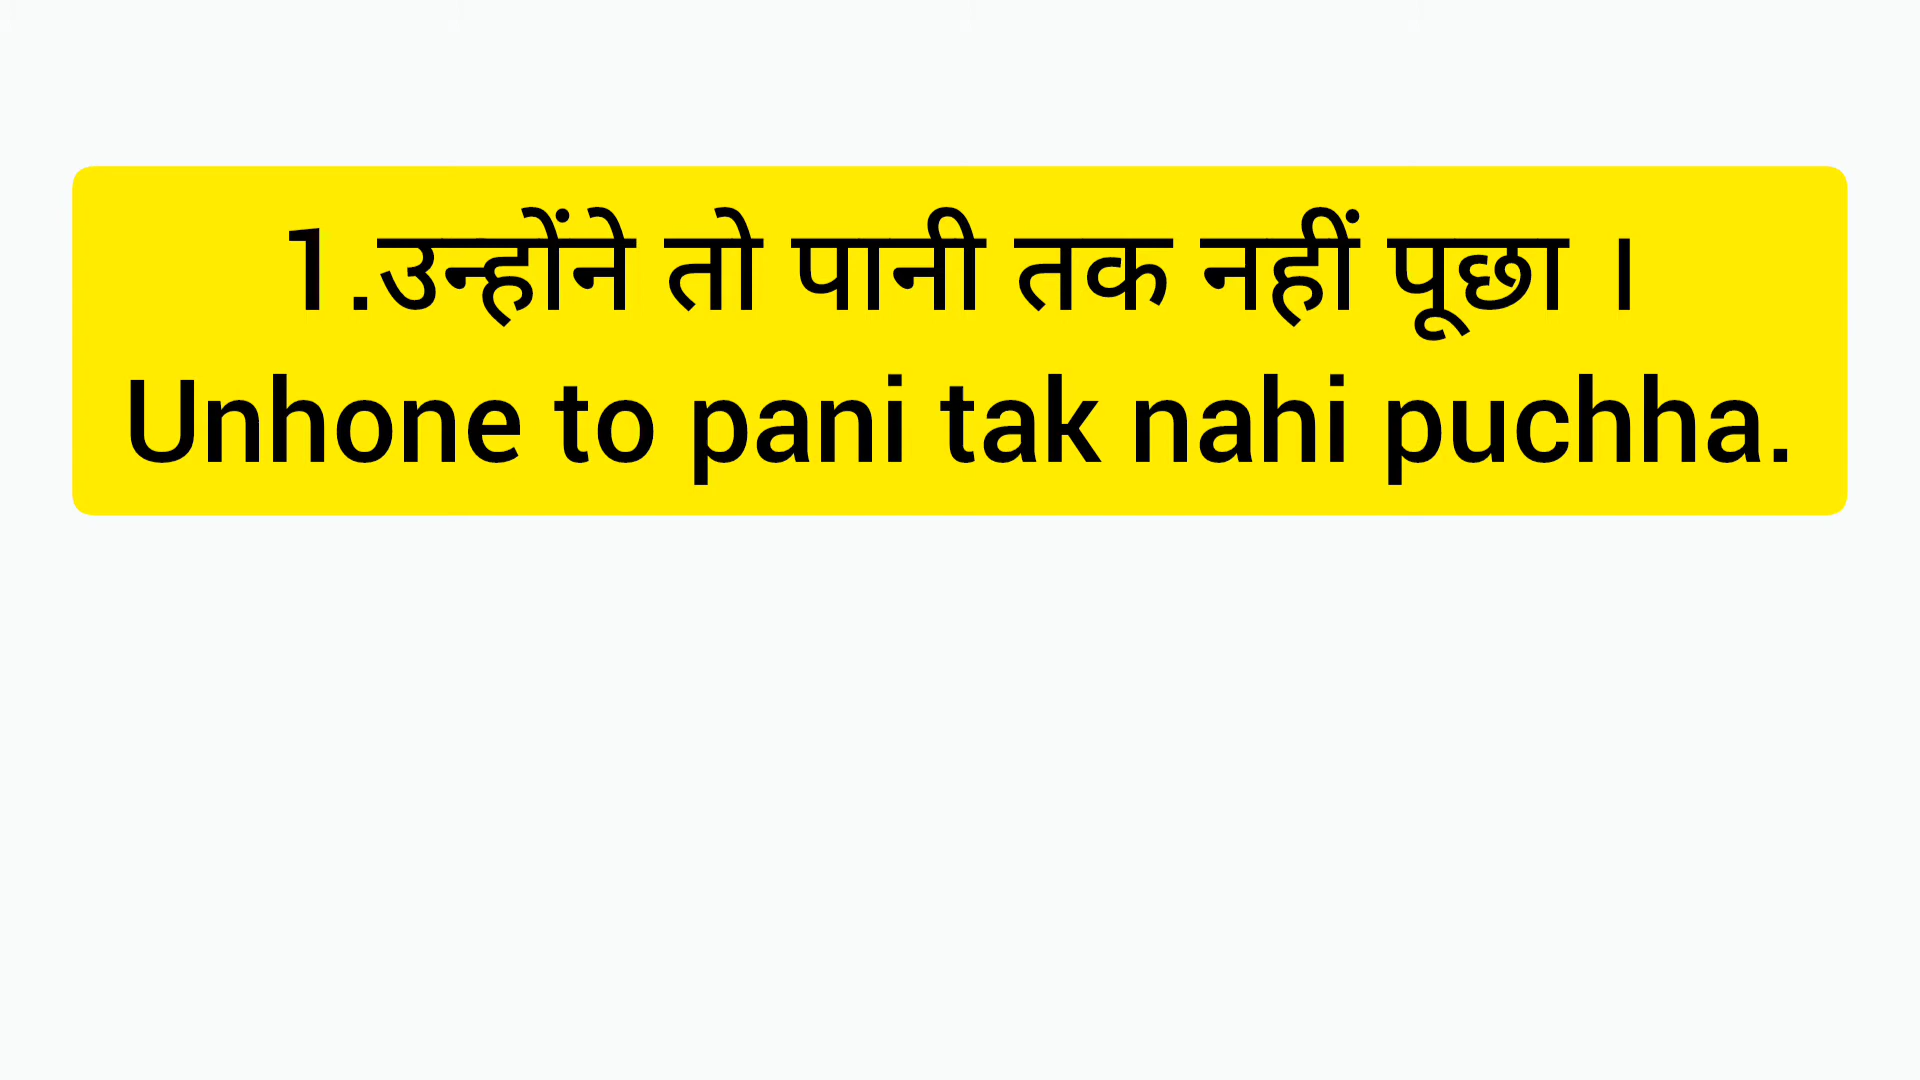 1.उन्होंने तो पानी तक नहीं पूछा ।
Unhone to pani tak nahi puchha.